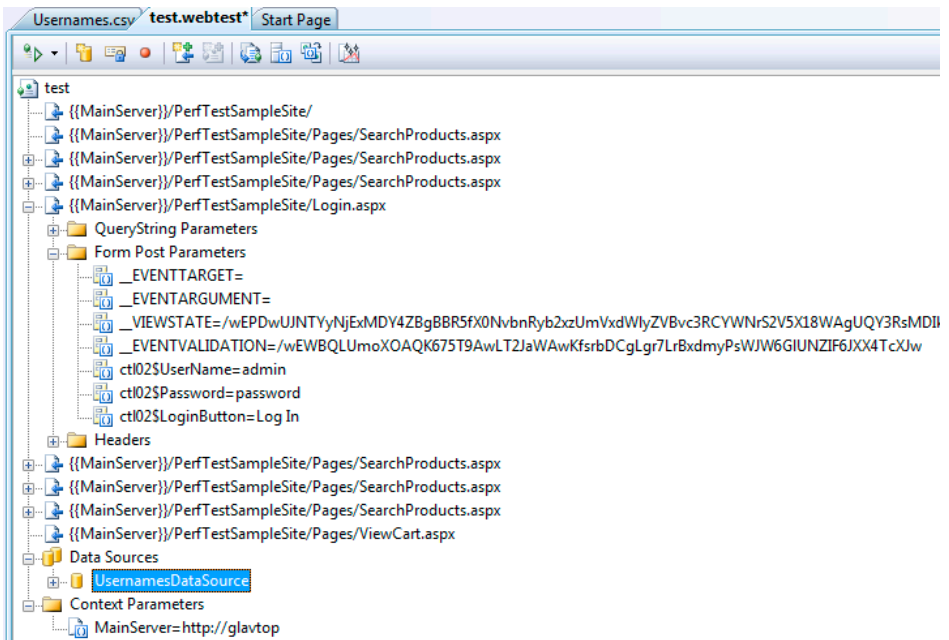 Usernames.csv test.webtest* Start Page
test
{{MainServer}}/PerfTestSampleSite/
{{MainServer}}/PerfTestSampleSite/Pages/SearchProducts.aspx
{{MainServer}}/PerfTestSampleSite/Pages/SearchProducts.aspx
{{MainServer}}/PerfTestSampleSite/Pages/SearchProducts.aspx
{{MainServer}}/PerfTestSampleSite/Login.aspx
QueryString Parameters
Form Post Parameters
__EVENTTARGET=
__EVENTARGUMENT=
__VIEWSTATE=/wEPDwUJNTYyNjExMDY4ZBgBBR5fX0NvbnRyb2xzUmVxdWlyZVBvc3RCYWNrS2V5X18WAgUQY3RsMDIk
__EVENTVALIDATION=/wEWBQLUmoXOAQK675T9AwLT2JaWAwKfsrbDCgLgr7LrBxdmyPsWJW6GlUNZIF6JXX4TcXJw
ctl02$UserName=admin
ctl02$Password=password
ctl02$LoginButton=Log In
Headers
{{MainServer}}/PerfTestSampleSite/Pages/SearchProducts.aspx
{{MainServer}}/PerfTestSampleSite/Pages/SearchProducts.aspx
{{MainServer}}/PerfTestSampleSite/Pages/SearchProducts.aspx
{{MainServer}}/PerfTestSampleSite/Pages/ViewCart.aspx
Data Sources
UsernamesDataSource
Context Parameters
MainServer=http://glavtop